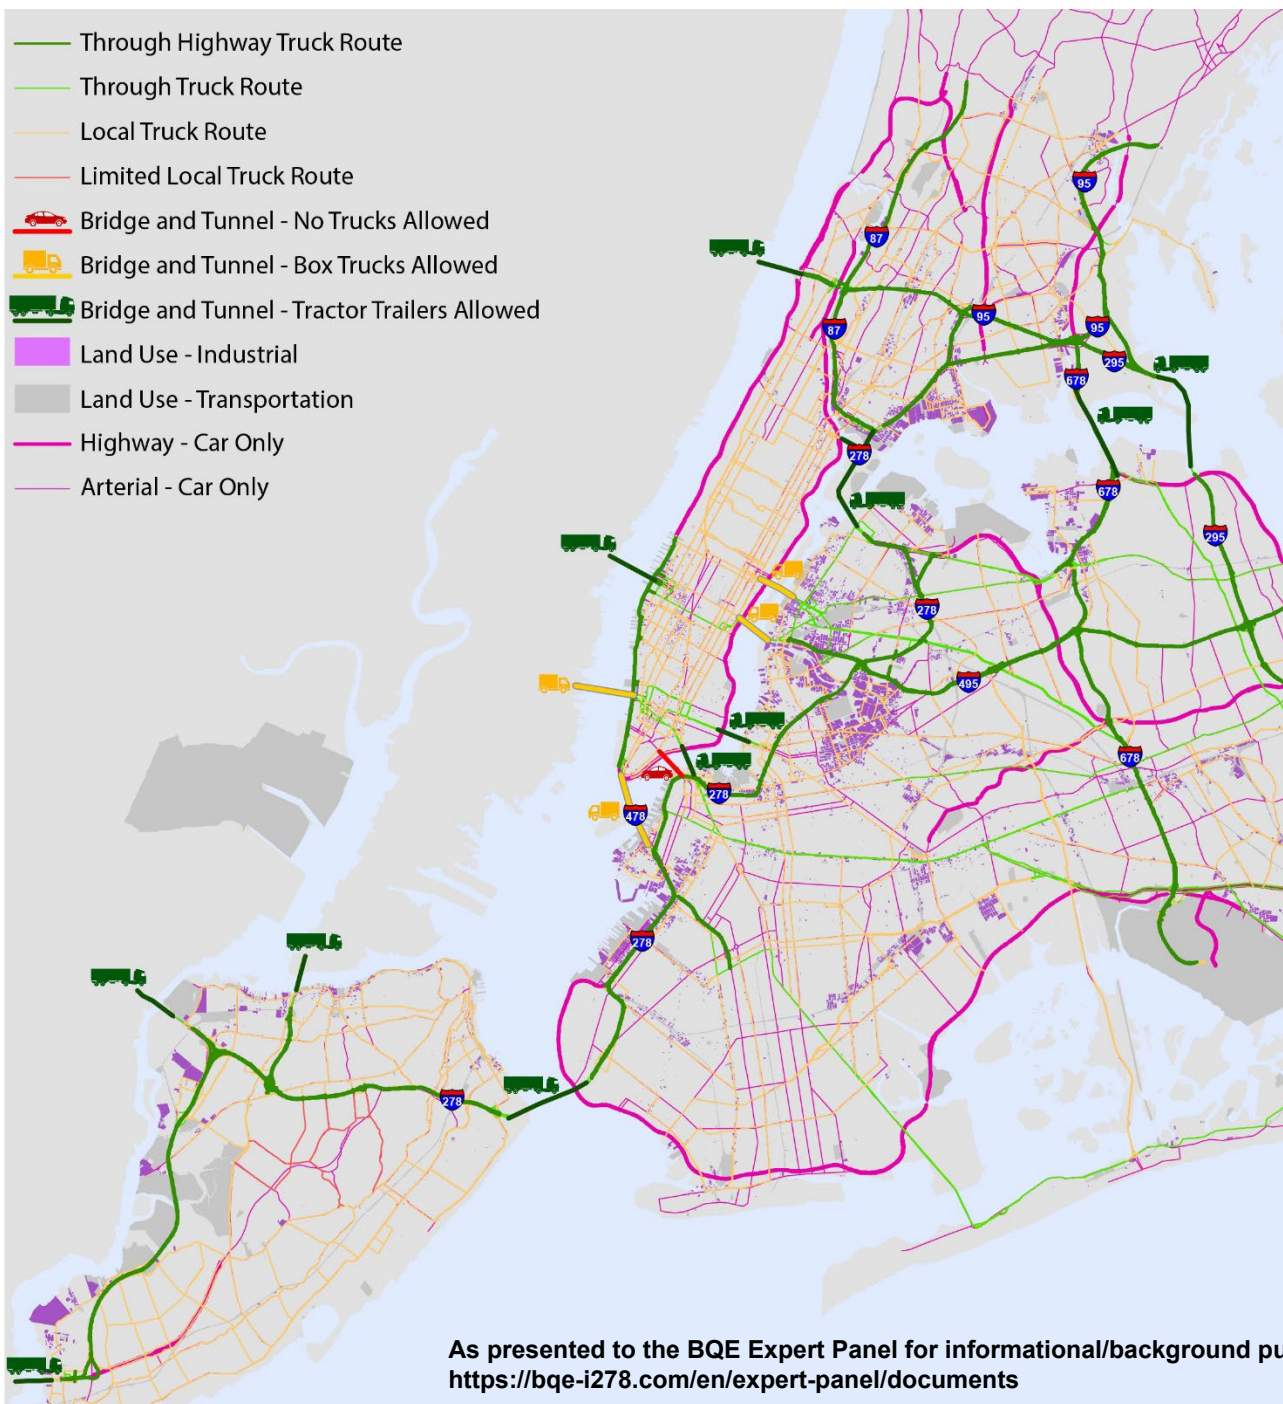 Through Highway Truck Route
Through Truck Route
Local Truck Route
Limited Local Truck Route
Bridge and Tunnel - No Trucks Allowed
Bridge and Tunnel - Box Trucks Allowed
Bridge and Tunnel - Tractor Trailers Allowed
Land Use - Industrial
Land Use - Transportation
Highway - Car Only
Arterial - Car Only
95
87
95
87
95
295
678
278
678
295
278
495
678
278
478
278
278
As presented to the BQE Expert Panel for informational/background pu
https://bqe-i278.com/en/expert-panel/documents